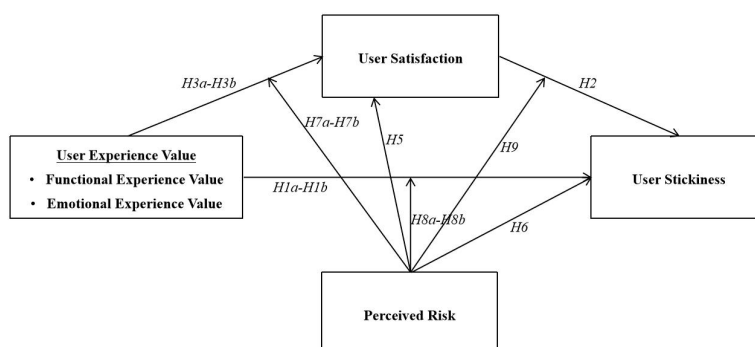 User Satisfaction
H3a-H3b
H2
H7a-H7b
H5
H9
User Experience Value
• Functional Experience Value
• Emotional Experience Value
H1a-H1b
User Stickiness
H8a-H8b
H6
Perceived Risk